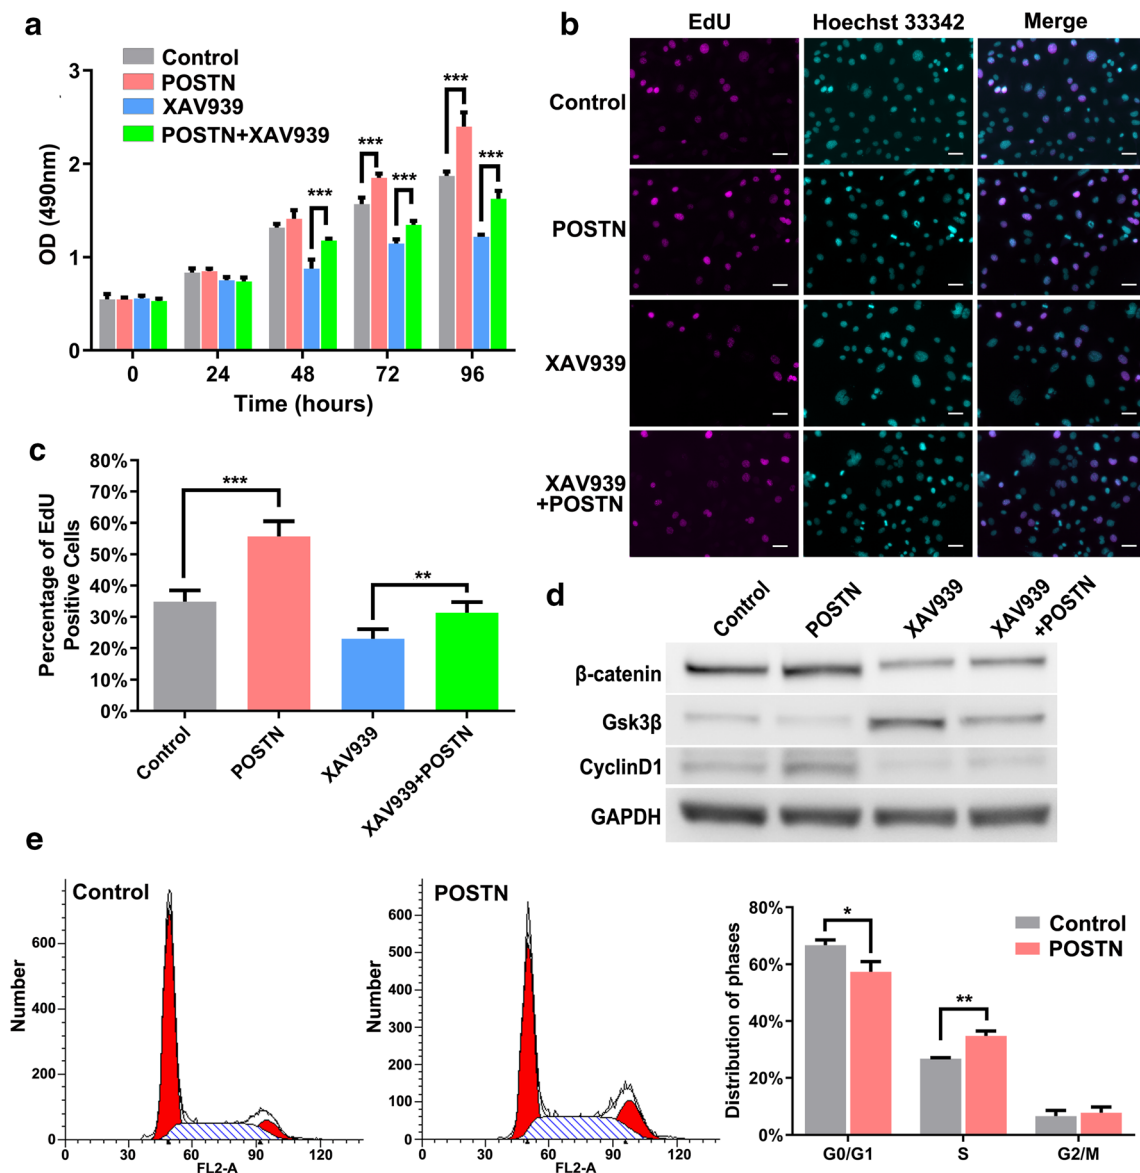 a
Control
POSTN
XAV939
POSTN+XAV939
OD (490nm)
3
2
1
0
***
***
***
***
***
0 24 48 72 96
Time (hours)
b
EdU Hoechst 33342 Merge
Control
POSTN
XAV939
XAV939
+POSTN
c
Percentage of EdU
Positive Cells
80%
70%
60%
50%
40%
30%
20%
10%
0%
***
**
Control POSTN XAV939 XAV939+POSTN
d
Control POSTN XAV939 XAV939
+POSTN
β-catenin
Gsk3β
CyclinD1
GAPDH
e
Control
Number
600
400
200
0
0 30 60 90 120
FL2-A
POSTN
Number
600
500
400
300
200
100
0
0 30 60 90 120
FL2-A
Distribution of phases
80%
60%
40%
20%
0%
Control
POSTN
*
**
G0/G1 S G2/M